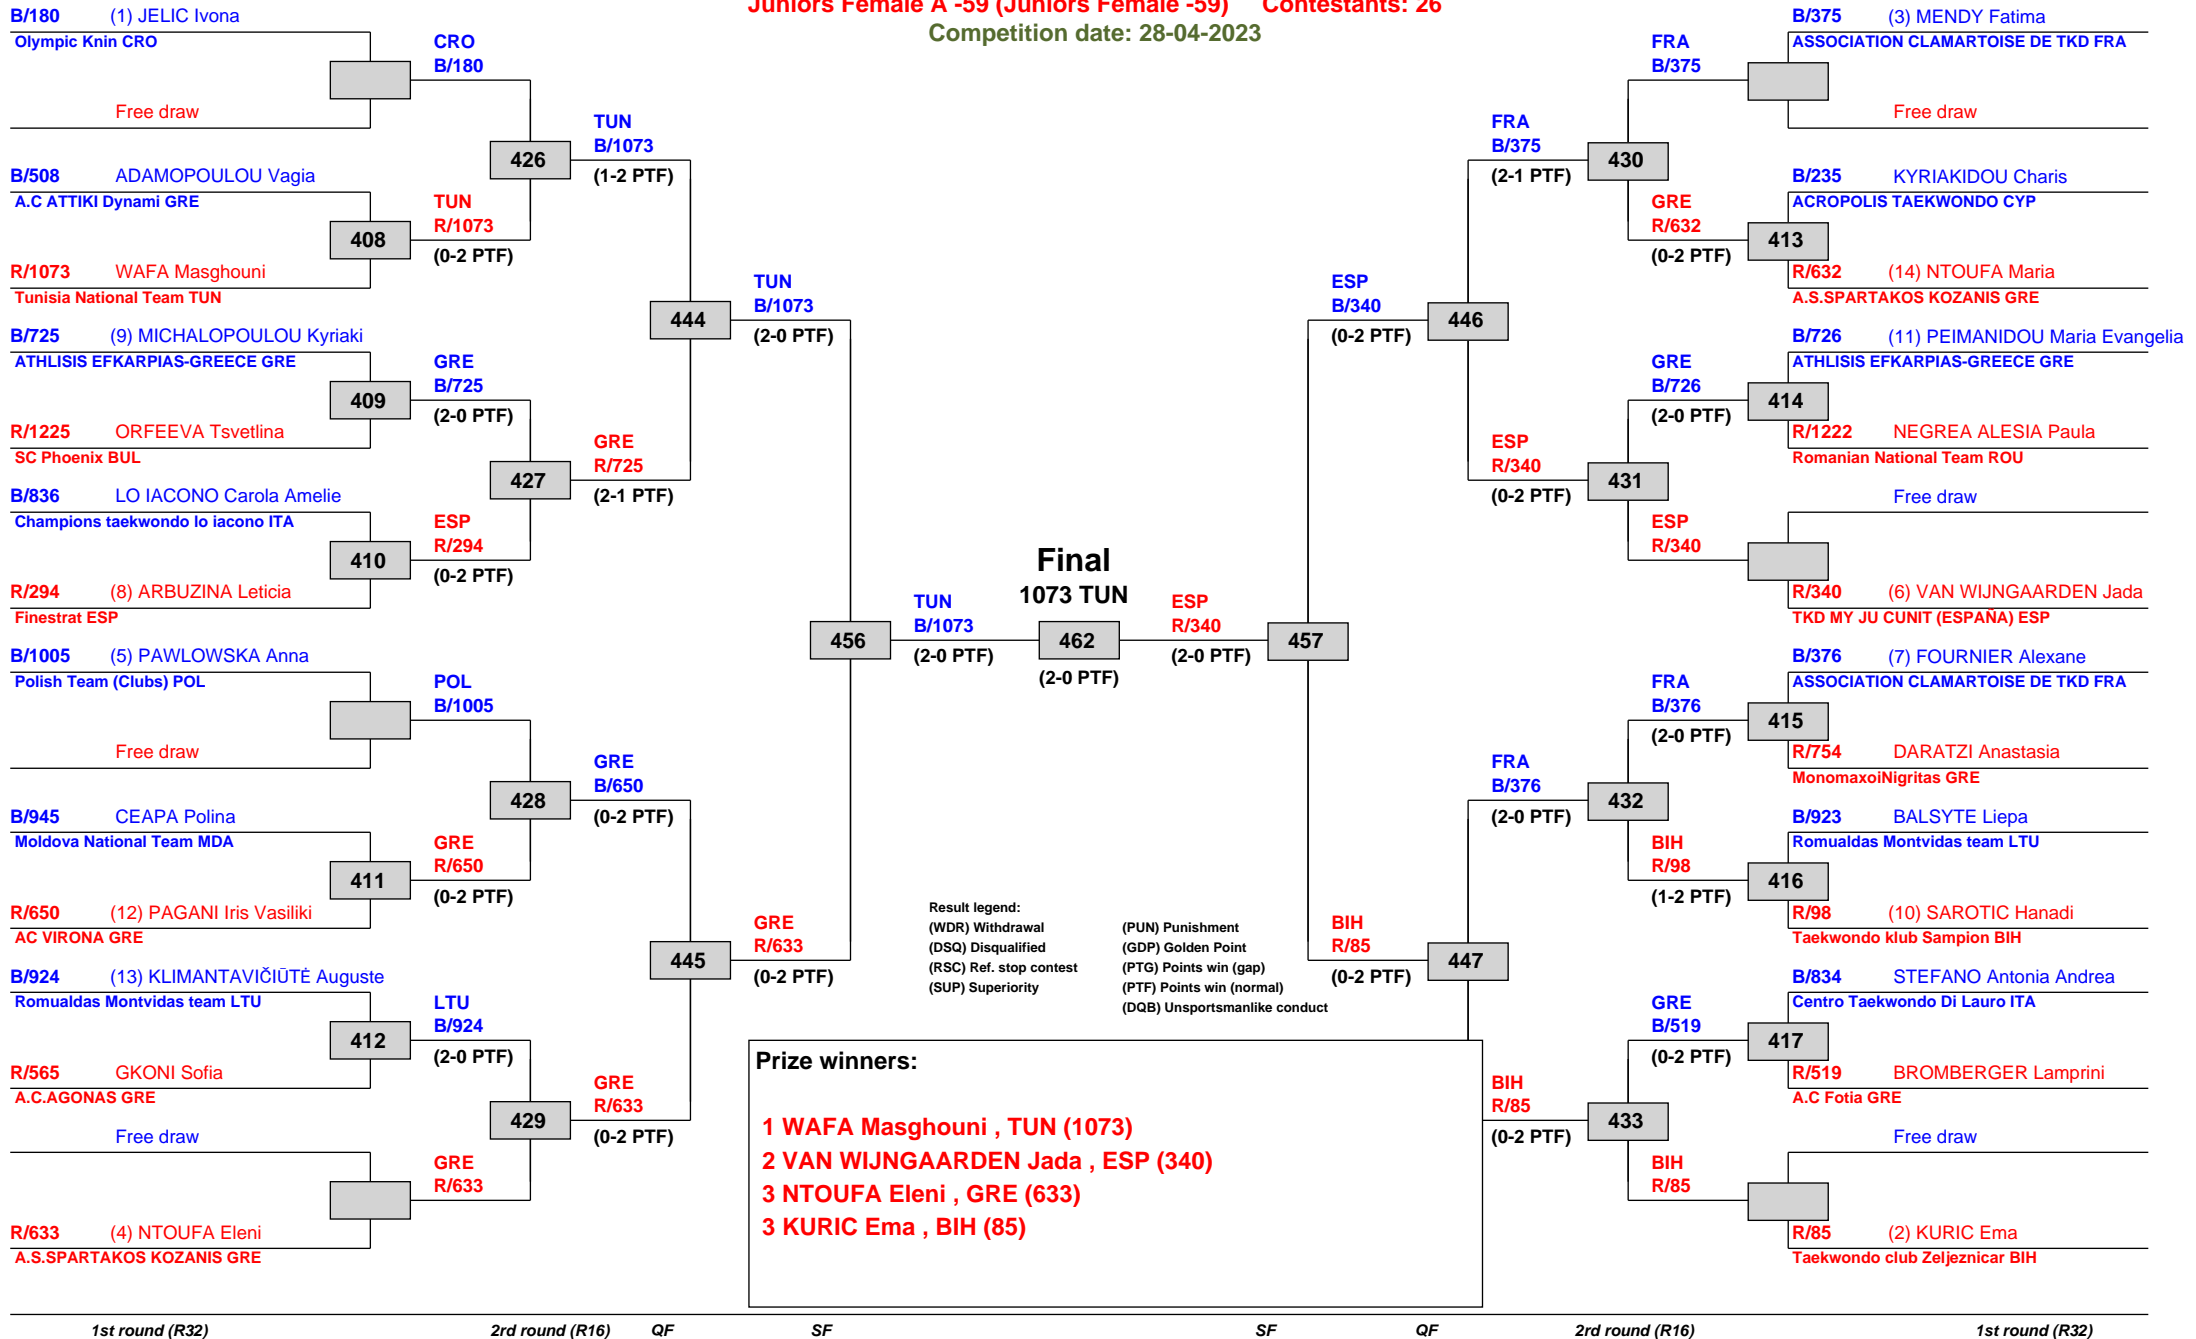 Juniors Female A -59 (Juniors Female -59) Contestants: 26
Competition date: 28-04-2023
B/180 (1) JELIC Ivona
Olympic Knin CRO
Free draw
B/508 ADAMOPOULOU Vagia
A.C ATTIKI Dynami GRE
408
R/1073 WAFA Masghouni
Tunisia National Team TUN
B/725 (9) MICHALOPOULOU Kyriaki
ATHLISIS EFKARPIAS-GREECE GRE
409
R/1225 ORFEEVA Tsvetlina
SC Phoenix BUL
B/836 LO IACONO Carola Amelie
Champions taekwondo lo iacono ITA
410
R/294 (8) ARBUZINA Leticia
Finestrat ESP
B/1005 (5) PAWLOWSKA Anna
Polish Team (Clubs) POL
Free draw
B/945 CEAPA Polina
Moldova National Team MDA
411
R/650 (12) PAGANI Iris Vasiliki
AC VIRONA GRE
B/924 (13) KLIMANTAVIČIŪTĖ Auguste
Romualdas Montvidas team LTU
412
R/565 GKONI Sofia
A.C.AGONAS GRE
Free draw
R/633 (4) NTOUFA Eleni
A.S.SPARTAKOS KOZANIS GRE
CRO
B/180
426
TUN
R/1073
(0-2 PTF)
GRE
B/725
(2-0 PTF)
427
ESP
R/294
(0-2 PTF)
POL
B/1005
428
GRE
R/650
(0-2 PTF)
LTU
B/924
(2-0 PTF)
429
GRE
R/633
TUN
B/1073
(1-2 PTF)
444
GRE
R/725
(2-1 PTF)
GRE
B/650
(0-2 PTF)
445
GRE
R/633
(0-2 PTF)
TUN
B/1073
(2-0 PTF)
456
GRE
R/633
(0-2 PTF)
TUN
B/1073
(2-0 PTF)
Final
1073 TUN
462
(2-0 PTF)
ESP
R/340
(2-0 PTF)
ESP
B/340
(0-2 PTF)
457
BIH
R/85
(0-2 PTF)
FRA
B/375
(2-1 PTF)
446
ESP
R/340
(0-2 PTF)
FRA
B/376
(2-0 PTF)
447
BIH
R/85
(0-2 PTF)
FRA
B/375
430
GRE
R/632
(0-2 PTF)
GRE
B/726
(2-0 PTF)
431
ESP
R/340
FRA
B/376
(2-0 PTF)
432
BIH
R/98
(1-2 PTF)
GRE
B/519
(0-2 PTF)
433
BIH
R/85
B/375 (3) MENDY Fatima
ASSOCIATION CLAMARTOISE DE TKD FRA
Free draw
B/235 KYRIAKIDOU Charis
ACROPOLIS TAEKWONDO CYP
413
R/632 (14) NTOUFA Maria
A.S.SPARTAKOS KOZANIS GRE
B/726 (11) PEIMANIDOU Maria Evangelia
ATHLISIS EFKARPIAS-GREECE GRE
414
R/1222 NEGREA ALESIA Paula
Romanian National Team ROU
Free draw
R/340 (6) VAN WIJNGAARDEN Jada
TKD MY JU CUNIT (ESPAÑA) ESP
B/376 (7) FOURNIER Alexane
ASSOCIATION CLAMARTOISE DE TKD FRA
415
R/754 DARATZI Anastasia
MonomaxoiNigritas GRE
B/923 BALSYTE Liepa
Romualdas Montvidas team LTU
416
R/98 (10) SAROTIC Hanadi
Taekwondo klub Sampion BIH
B/834 STEFANO Antonia Andrea
Centro Taekwondo Di Lauro ITA
417
R/519 BROMBERGER Lamprini
A.C Fotia GRE
Free draw
R/85 (2) KURIC Ema
Taekwondo club Zeljeznicar BIH
Result legend:
(WDR) Withdrawal (PUN) Punishment
(DSQ) Disqualified (GDP) Golden Point
(RSC) Ref. stop contest (PTG) Points win (gap)
(SUP) Superiority (PTF) Points win (normal)
(DQB) Unsportsmanlike conduct
Prize winners:
1 WAFA Masghouni , TUN (1073)
2 VAN WIJNGAARDEN Jada , ESP (340)
3 NTOUFA Eleni , GRE (633)
3 KURIC Ema , BIH (85)
1st round (R32) 2rd round (R16) QF SF SF QF 2rd round (R16) 1st round (R32)